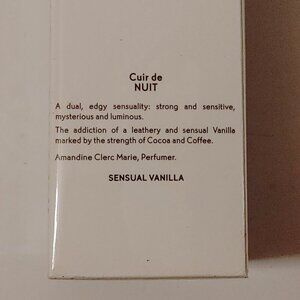 Cuir de
NUIT
A dual, edgy sensuality: strong and sensitive,
mysterious and luminous.
The addiction of a leathery and sensual Vanilla
marked by the strength of Cocoa and Coffee.
Amandine Clerc Marie, Perfumer.
SENSUAL VANILLA